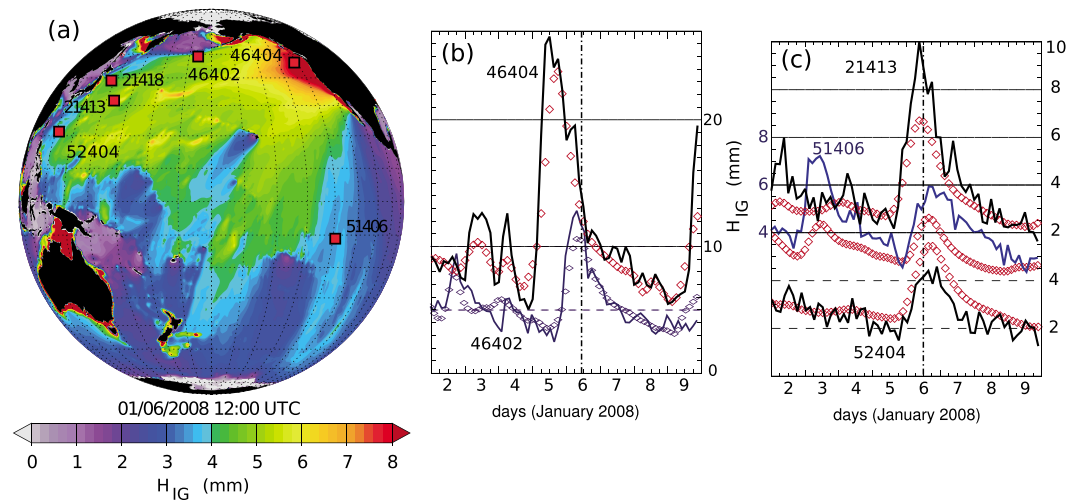 (a)
46404
46402
21418
21413
52404
51406
01/06/2008 12:00 UTC
0 1 2 3 4 5 6 7 8
H IG (mm)
(b)
46404
20
10
0
46402
2 3 4 5 6 7 8 9
days (January 2008)
H IG (mm)
(c)
21413
51406
52404
8
6
4
10
8
6
4
2
4
2
2 3 4 5 6 7 8 9
days (January 2008)